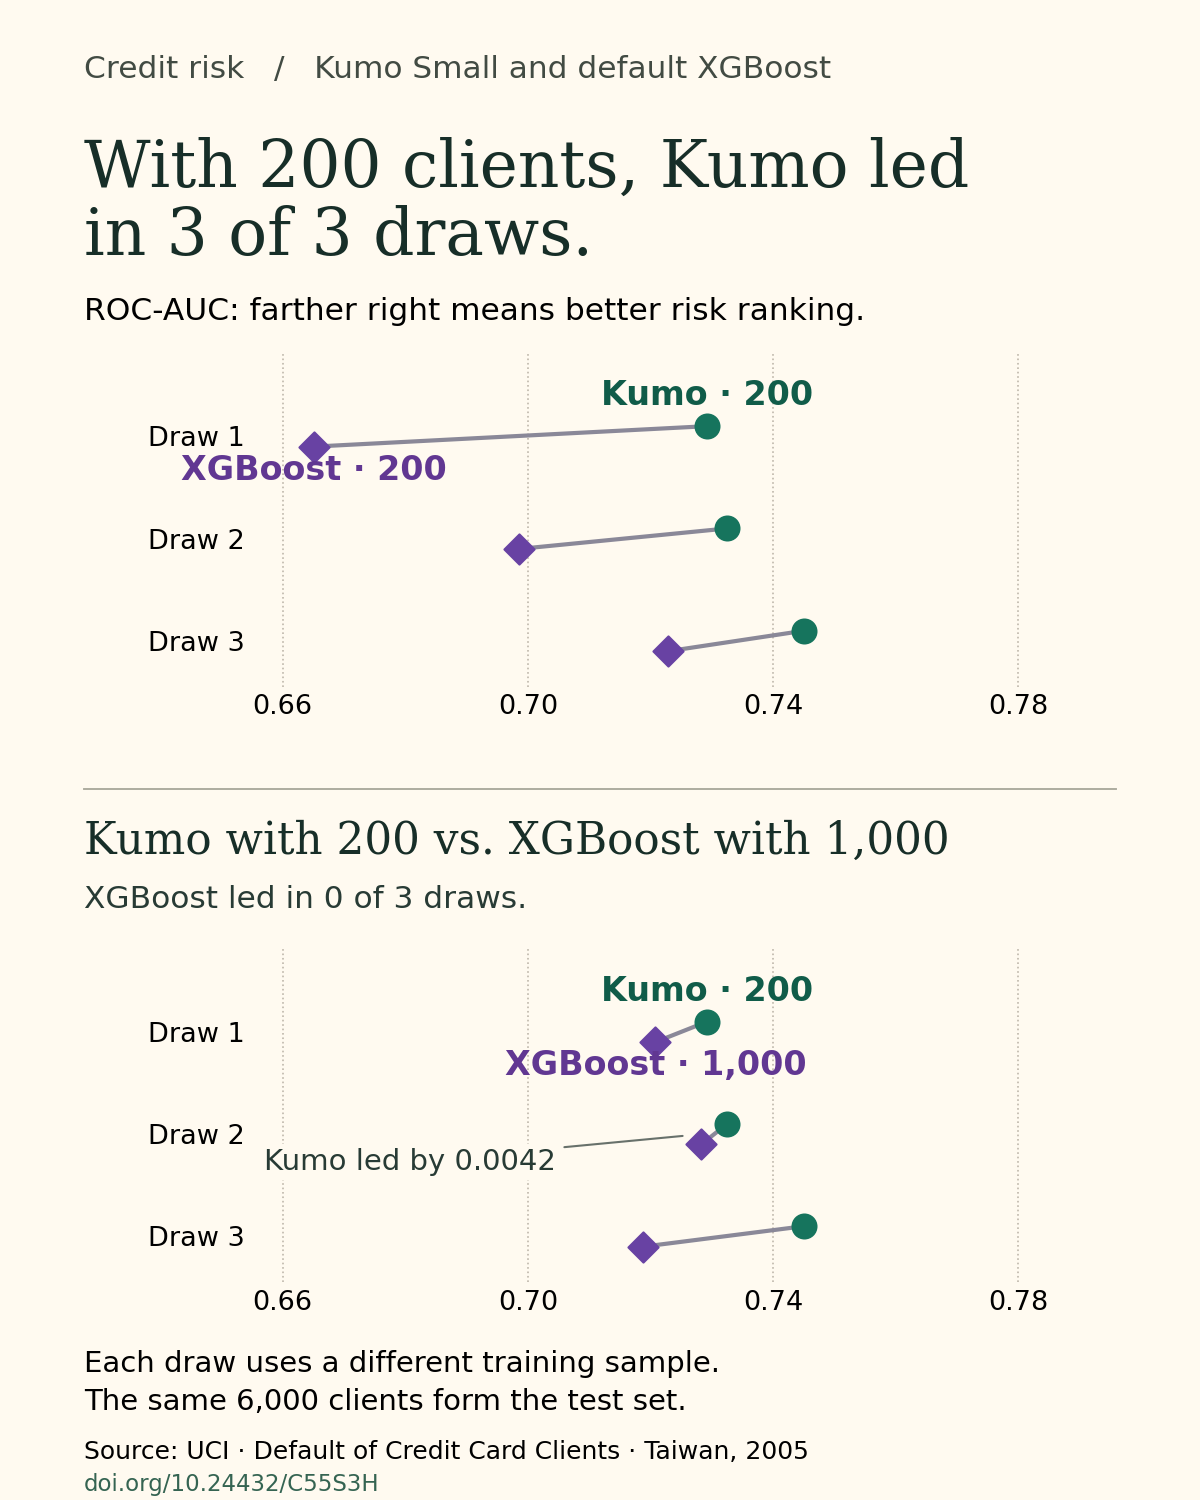 Credit risk / Kumo Small and default XGBoost
With 200 clients, Kumo led
in 3 of 3 draws.
ROC-AUC: farther right means better risk ranking.
Kumo · 200
Draw 1
XGBoost · 200
Draw 2
Draw 3
0.66 0.70 0.74 0.78
Kumo with 200 vs. XGBoost with 1,000
XGBoost led in 0 of 3 draws.
Kumo · 200
Draw 1
XGBoost · 1,000
Draw 2
Kumo led by 0.0042
Draw 3
0.66 0.70 0.74 0.78
Each draw uses a different training sample.
The same 6,000 clients form the test set.
Source: UCI · Default of Credit Card Clients · Taiwan, 2005
doi.org/10.24432/C55S3H